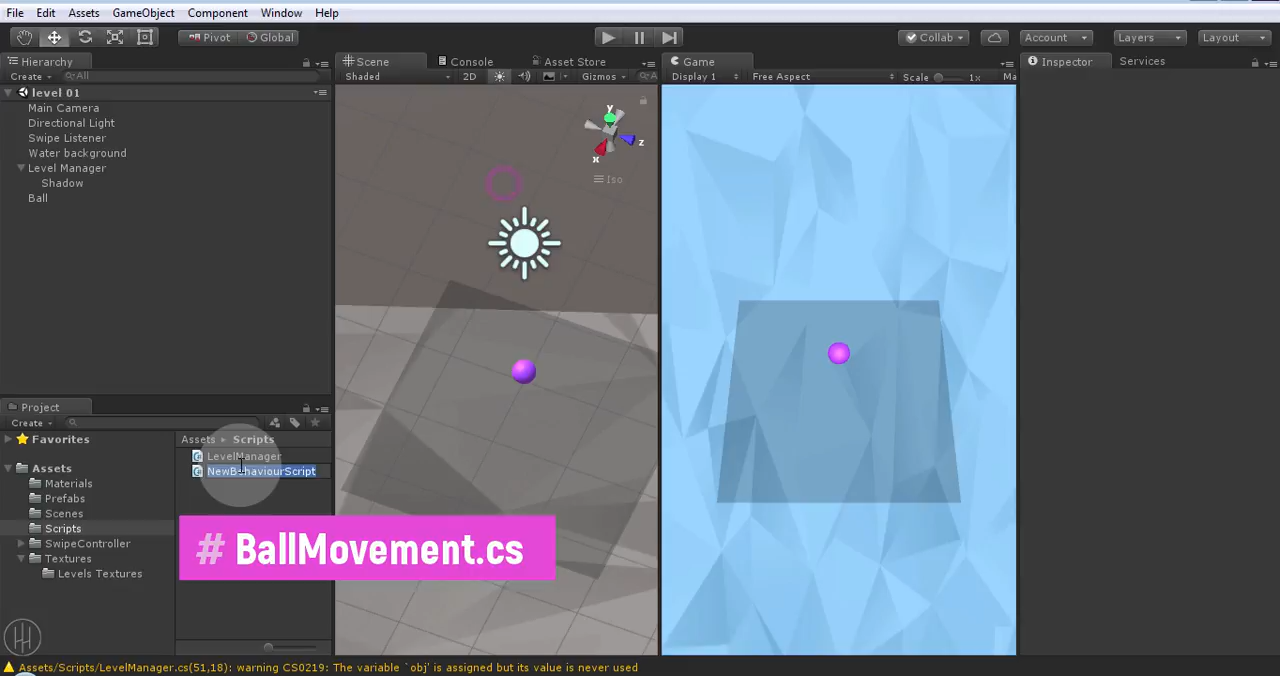 File Edit Assets GameObject Component Window Help
Pivot Global Collab Account Layers Layout
Hierarchy Scene Console Asset Store Game Inspector Services
Create All Shaded 2D Gizmos Display 1 Free Aspect Scale 1x Ma
level 01
Main Camera
Directional Light
Swipe Listener
Water background
Level Manager
Shadow
Ball
y
z
x
Iso
Project
Create
Favorites
Assets
Materials
Prefabs
Scenes
Scripts
SwipeController
Textures
Levels Textures
Assets Scripts
LevelManager
NewBehaviourScript
# BallMovement.cs
Assets/Scripts/LevelManager.cs(51,18): warning CS0219: The variable `obj' is assigned but its value is never used